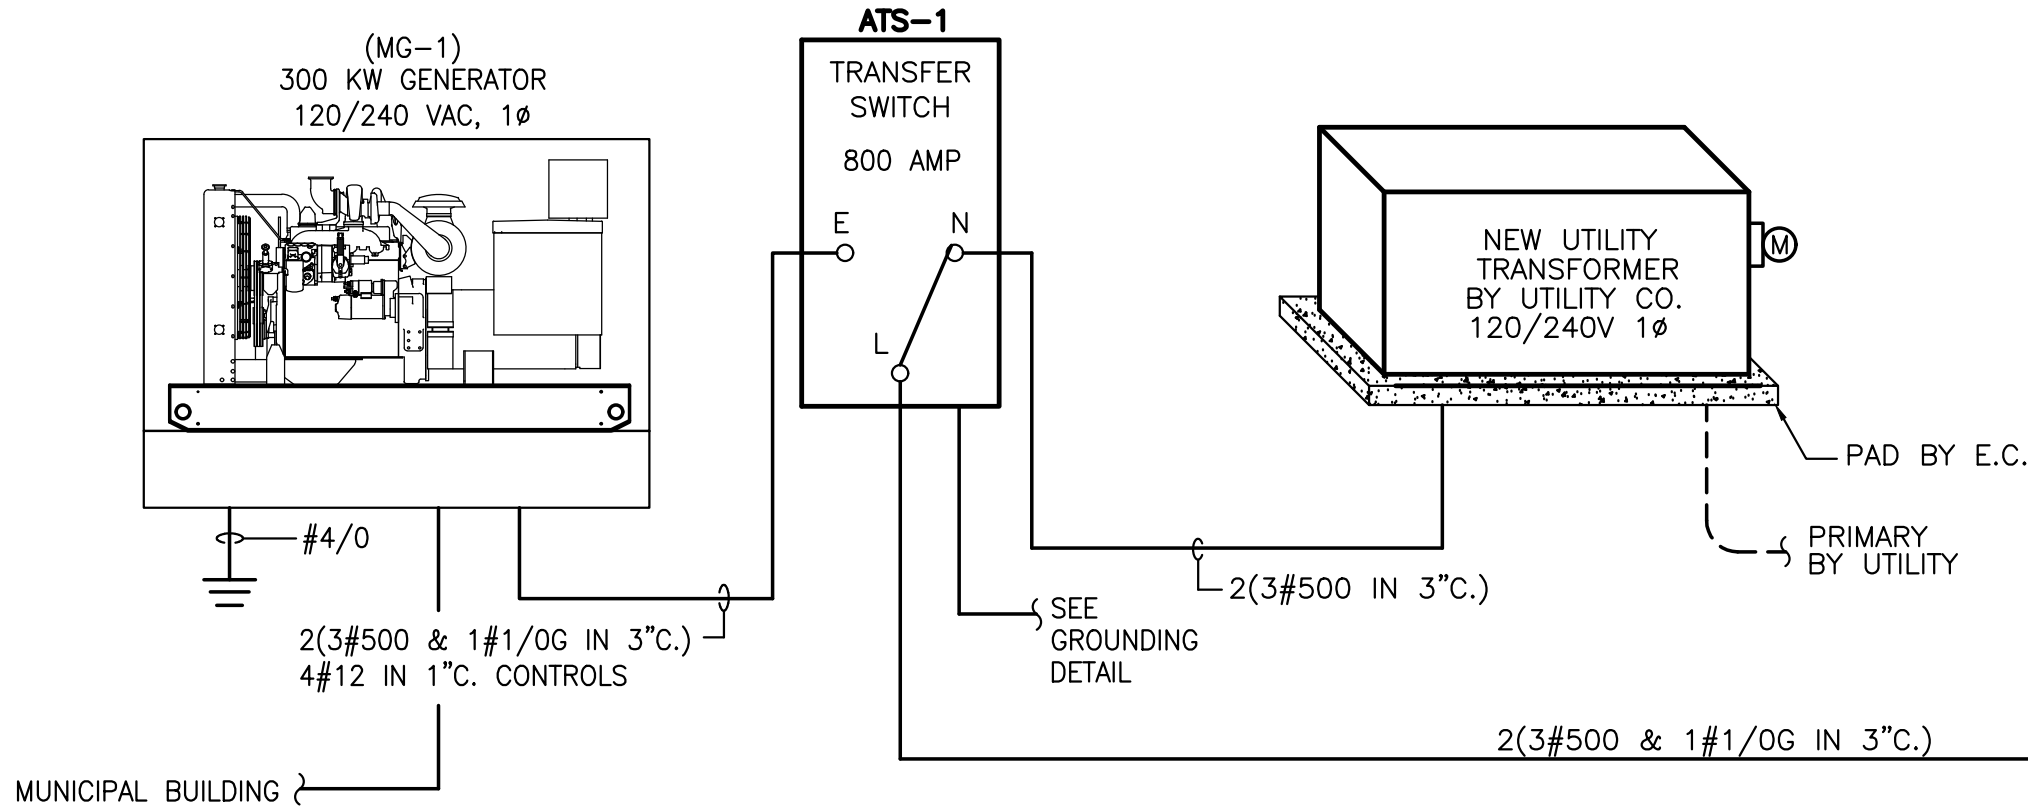 ATS-1
(MG-1)
300 KW GENERATOR
120/240 VAC, 1ø
TRANSFER
SWITCH
800 AMP
E
N
L
NEW UTILITY
TRANSFORMER
BY UTILITY CO.
120/240V 1ø
M
PAD BY E.C.
#4/0
PRIMARY
BY UTILITY
2(3#500 IN 3"C.)
SEE
GROUNDING
DETAIL
2(3#500 & 1#1/0G IN 3"C.)
4#12 IN 1"C. CONTROLS
2(3#500 & 1#1/0G IN 3"C.)
MUNICIPAL BUILDING